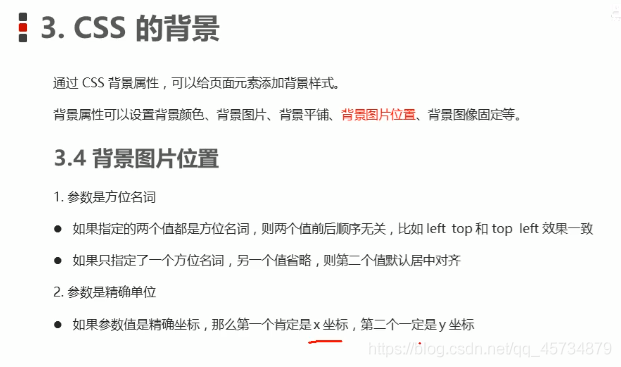 3. CSS 的背景
通过 CSS 背景属性，可以给页面元素添加背景样式。
背景属性可以设置背景颜色、背景图片、背景平铺、背景图片位置、背景图像固定等。
3.4 背景图片位置
1. 参数是方位名词
● 如果指定的两个值都是方位名词，则两个值前后顺序无关，比如 left top 和 top left 效果一致
● 如果只指定了一个方位名词，另一个值省略，则第二个值默认居中对齐
2. 参数是精确单位
● 如果参数值是精确坐标，那么第一个肯定是 x 坐标，第二个一定是 y 坐标
https://blog.csdn.net/qq_45734879